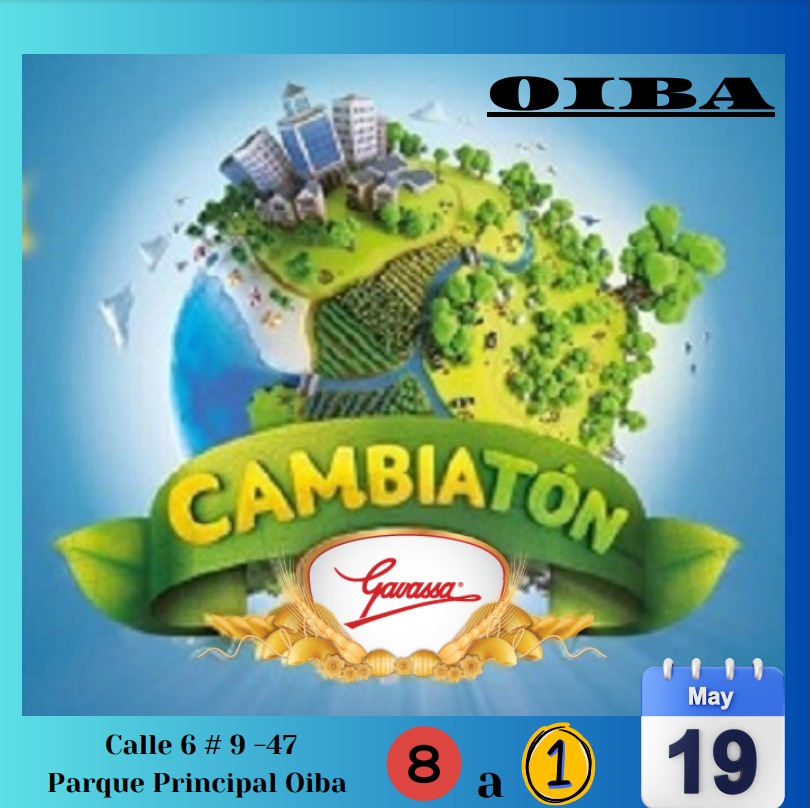 OIBA
CAMBIATÓN
Gavassa®
May
19
Calle 6 # 9 -47
Parque Principal Oiba
8 a 1